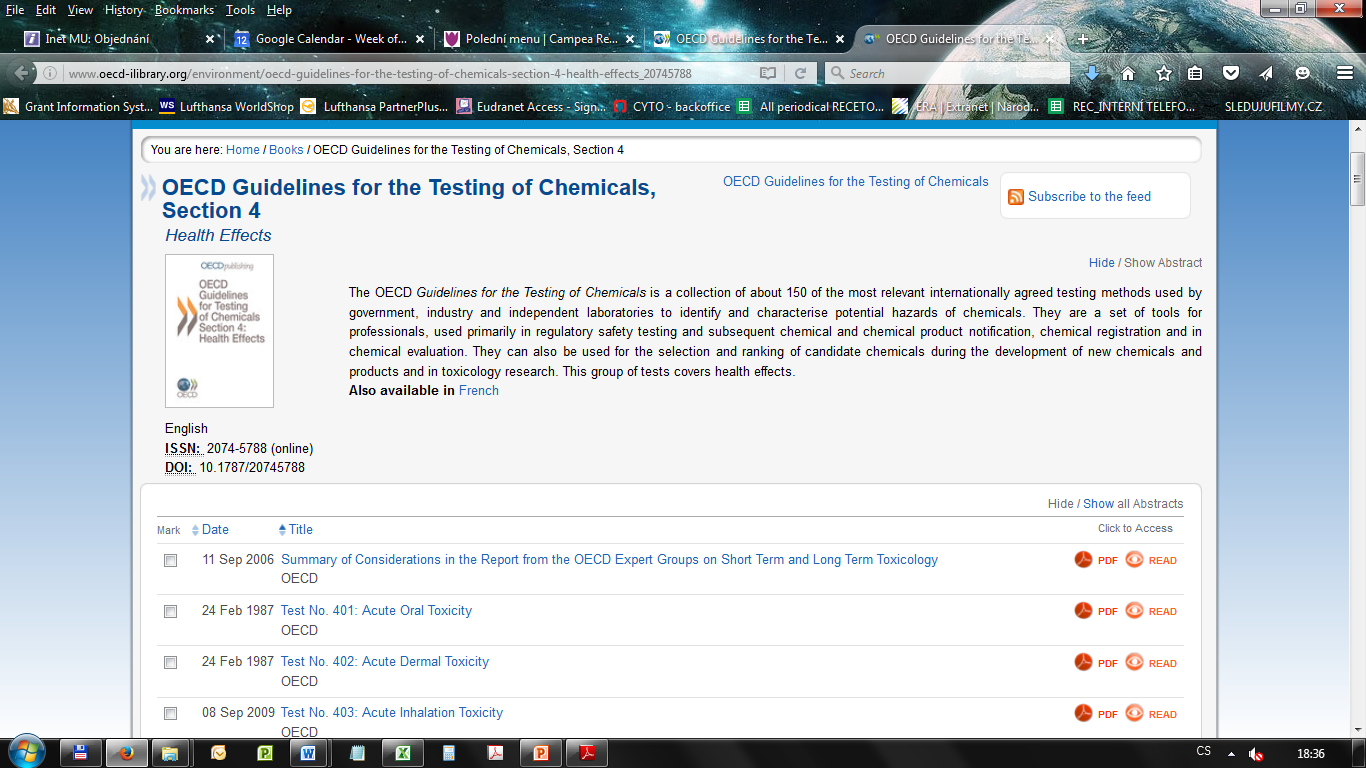 File Edit View History Bookmarks Tools Help
Inet MU: Objednání
Google Calendar - Week of...
Polední menu | Campea Re...
OECD Guidelines for the Te...
OECD Guidelines for the Te...
www.oecd-ilibrary.org/environment/oecd-guidelines-for-the-testing-of-chemicals-section-4-health-effects_20745788
Search
Grant Information Syst... Lufthansa WorldShop Lufthansa PartnerPlus... Eudranet Access - Sign... CYTO - backoffice All periodical RECETO... ERA | Extranet | Národ... REC_INTERNÍ TELEFO... SLEDUJUFILMY.CZ
You are here: Home / Books / OECD Guidelines for the Testing of Chemicals, Section 4
OECD Guidelines for the Testing of Chemicals,
Section 4
Health Effects
OECD Guidelines for the Testing of Chemicals
Subscribe to the feed
Hide / Show Abstract
OECDpublishing
OECD
Guidelines
for Testing
of Chemicals
Section 4:
Health Effects
OECD
The OECD Guidelines for the Testing of Chemicals is a collection of about 150 of the most relevant internationally agreed testing methods used by
government, industry and independent laboratories to identify and characterise potential hazards of chemicals. They are a set of tools for
professionals, used primarily in regulatory safety testing and subsequent chemical and chemical product notification, chemical registration and in
chemical evaluation. They can also be used for the selection and ranking of candidate chemicals during the development of new chemicals and
products and in toxicology research. This group of tests covers health effects.
Also available in French
English
ISSN: 2074-5788 (online)
DOI: 10.1787/20745788
Hide / Show all Abstracts
Mark Date Title Click to Access
11 Sep 2006 Summary of Considerations in the Report from the OECD Expert Groups on Short Term and Long Term Toxicology PDF READ
OECD
24 Feb 1987 Test No. 401: Acute Oral Toxicity PDF READ
OECD
24 Feb 1987 Test No. 402: Acute Dermal Toxicity PDF READ
OECD
08 Sep 2009 Test No. 403: Acute Inhalation Toxicity PDF READ
OECD
CS 18:36